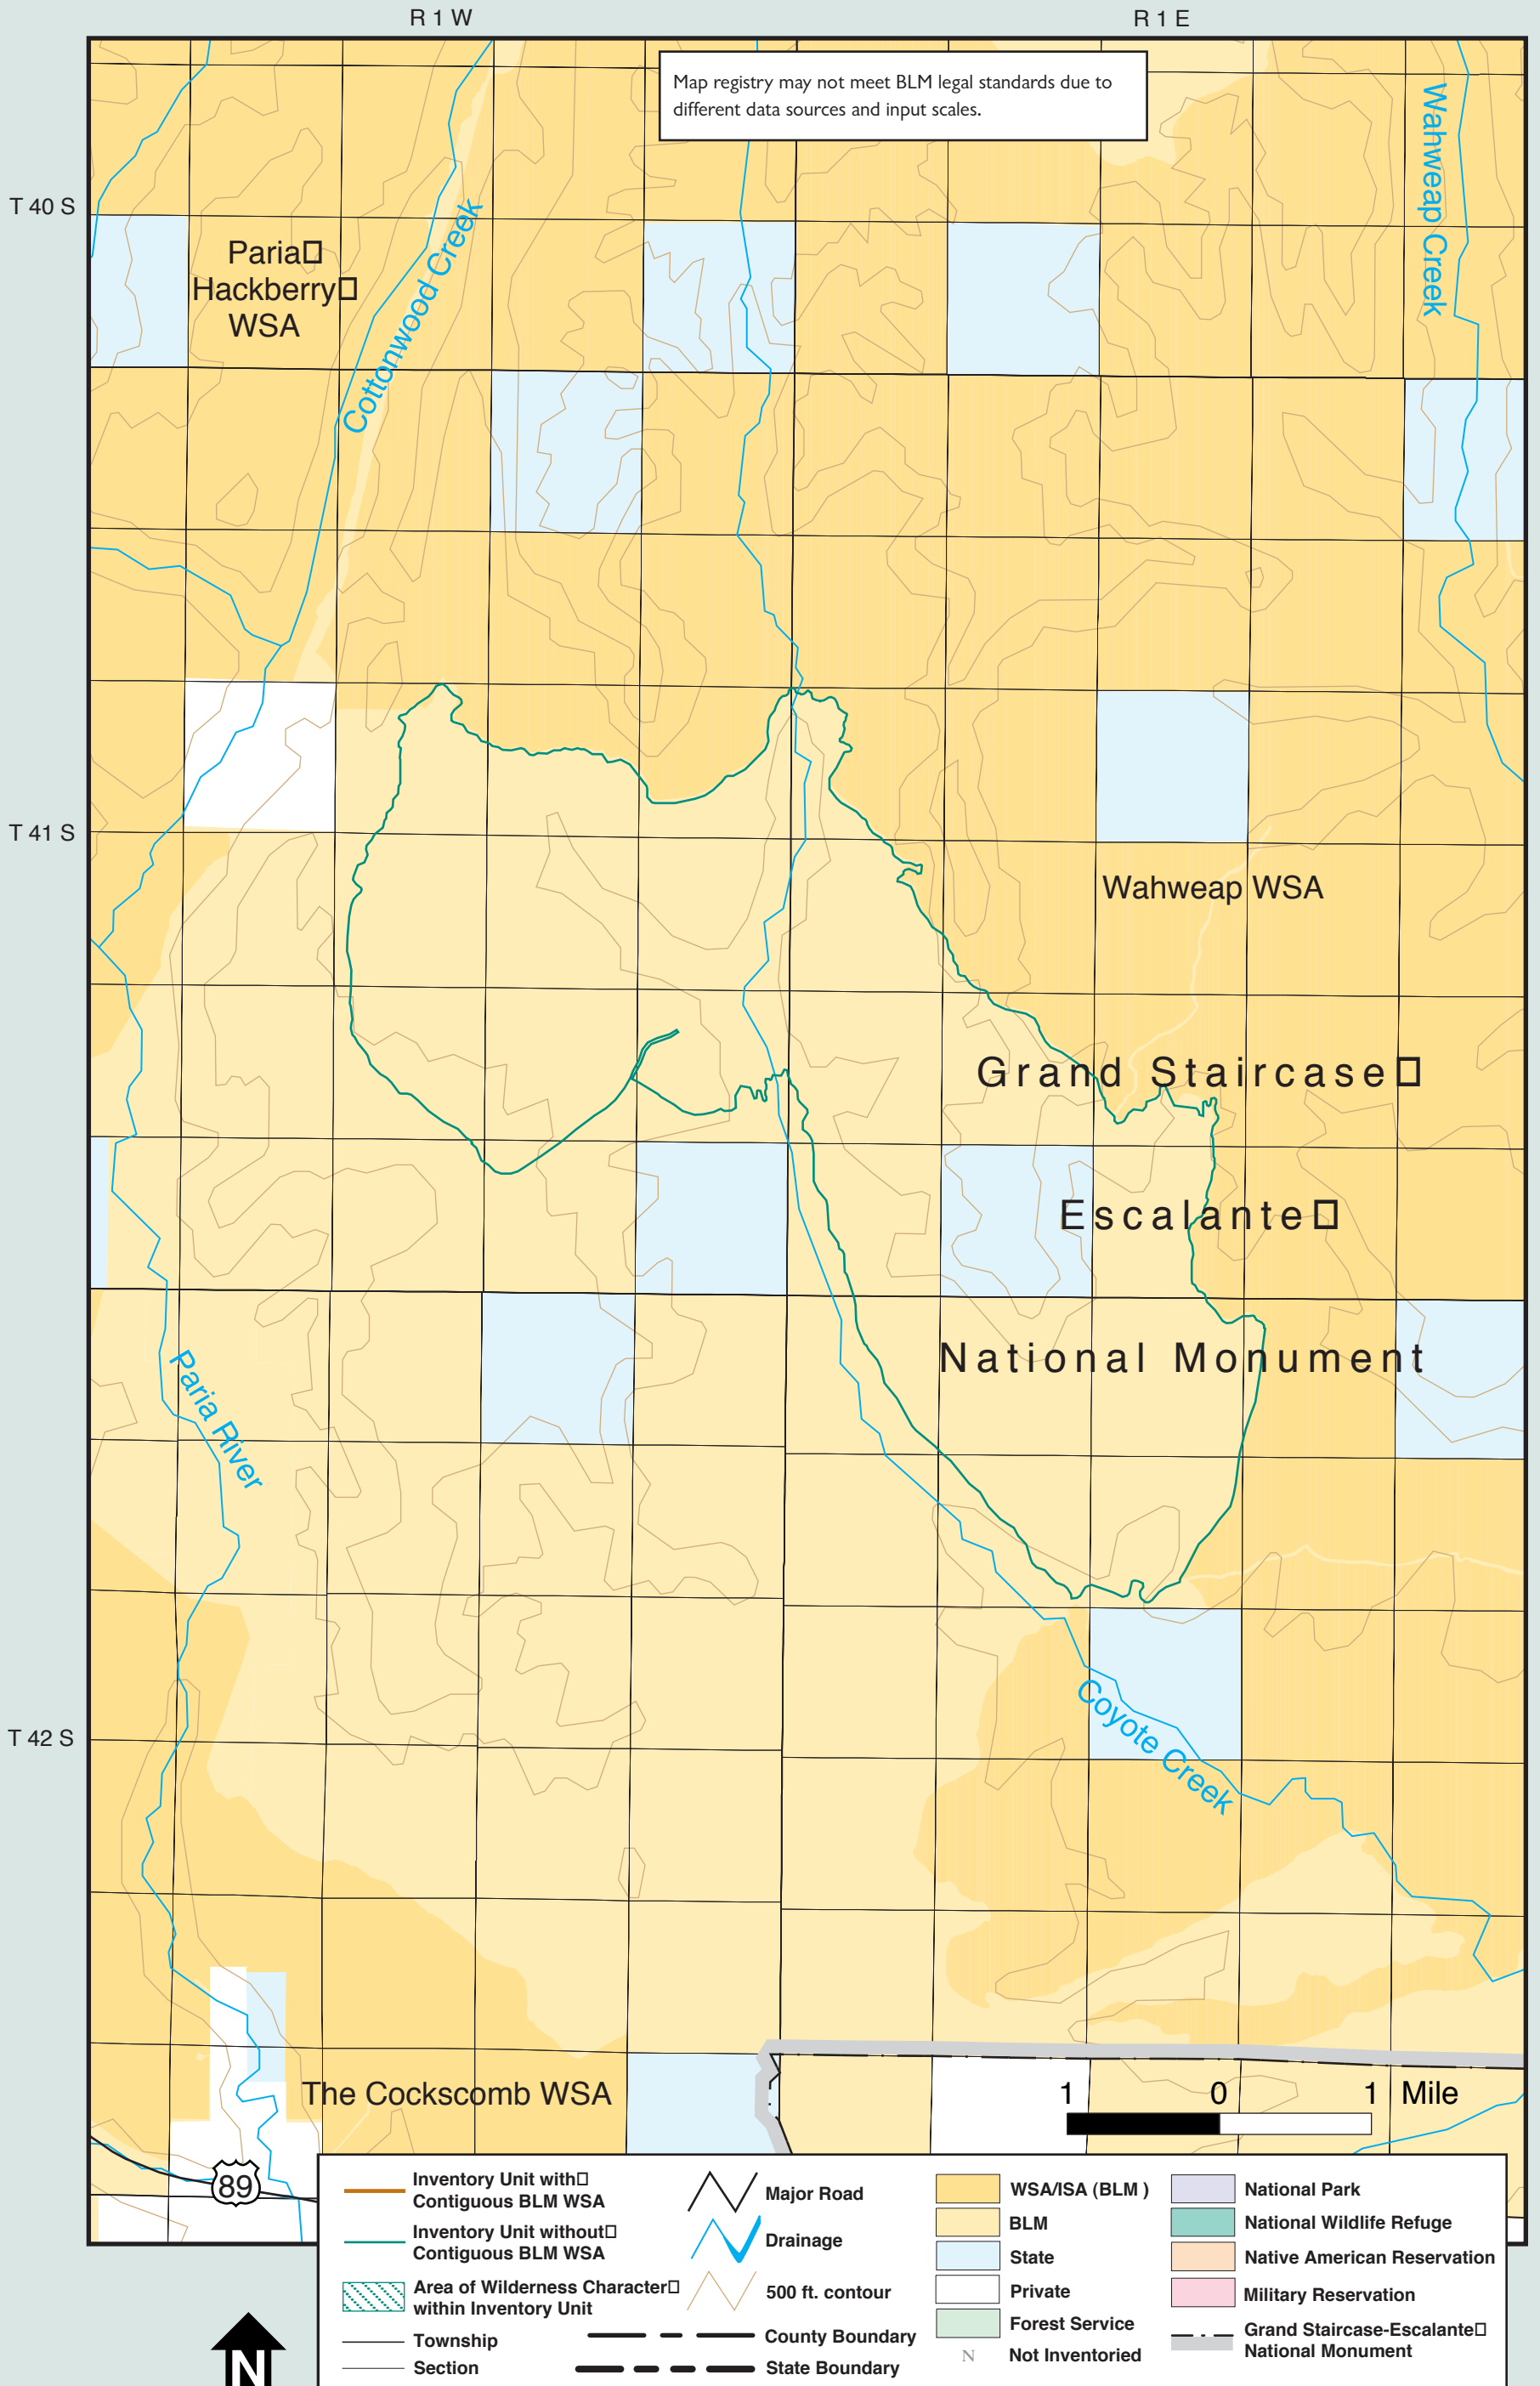 R 1 W
R 1 E
Map registry may not meet BLM legal standards due to
different data sources and input scales.
Wahweap Creek
T 40 S
Paria
Hackberry
WSA
Cottonwood Creek
T 41 S
Wahweap WSA
Grand Staircase
Escalante
National Monument
Paria River
T 42 S
Coyote Creek
The Cockscomb WSA
1 0 1 Mile
89
Inventory Unit with
Contiguous BLM WSA
Inventory Unit without
Contiguous BLM WSA
Area of Wilderness Character
within Inventory Unit
Township
Section
Major Road
Drainage
500 ft. contour
County Boundary
State Boundary
WSA/ISA (BLM )
BLM
State
Private
Forest Service
N Not Inventoried
National Park
National Wildlife Refuge
Native American Reservation
Military Reservation
Grand Staircase-Escalante
National Monument
N